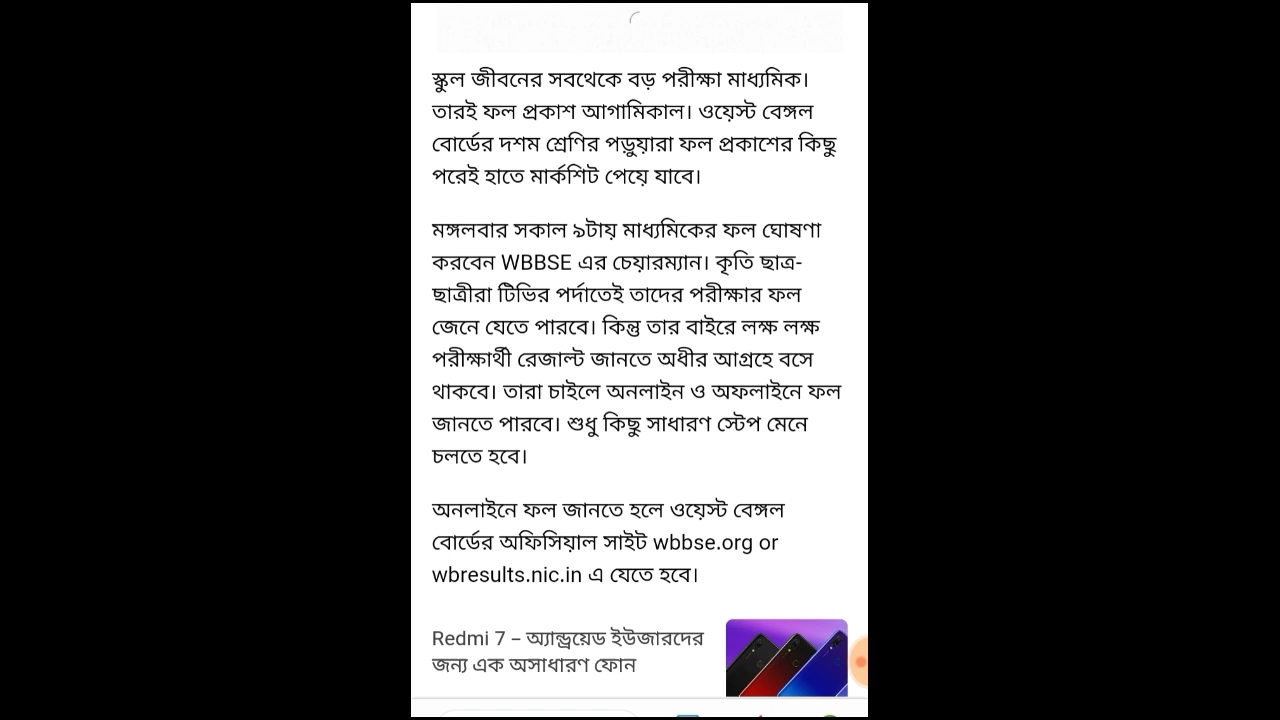 স্কুল জীবনের সবথেকে বড় পরীক্ষা মাধ্যমিক।
তারই ফল প্রকাশ আগামিকাল। ওয়েস্ট বেঙ্গল
বোর্ডের দশম শ্রেণির পড়ুয়ারা ফল প্রকাশের কিছু
পরেই হাতে মার্কশিট পেয়ে যাবে।
মঙ্গলবার সকাল ৯টায় মাধ্যমিকের ফল ঘোষণা
করবেন WBBSE এর চেয়ারম্যান। কৃতি ছাত্র-
ছাত্রীরা টিভির পর্দাতেই তাদের পরীক্ষার ফল
জেনে যেতে পারবে। কিন্তু তার বাইরে লক্ষ লক্ষ
পরীক্ষার্থী রেজাল্ট জানতে অধীর আগ্রহে বসে
থাকবে। তারা চাইলে অনলাইন ও অফলাইনে ফল
জানতে পারবে। শুধু কিছু সাধারণ স্টেপ মেনে
চলতে হবে।
অনলাইনে ফল জানতে হলে ওয়েস্ট বেঙ্গল
বোর্ডের অফিসিয়াল সাইট wbbse.org or
wbresults.nic.in এ যেতে হবে।
Redmi 7 – অ্যান্ড্রয়েড ইউজারদের
জন্য এক অসাধারণ ফোন